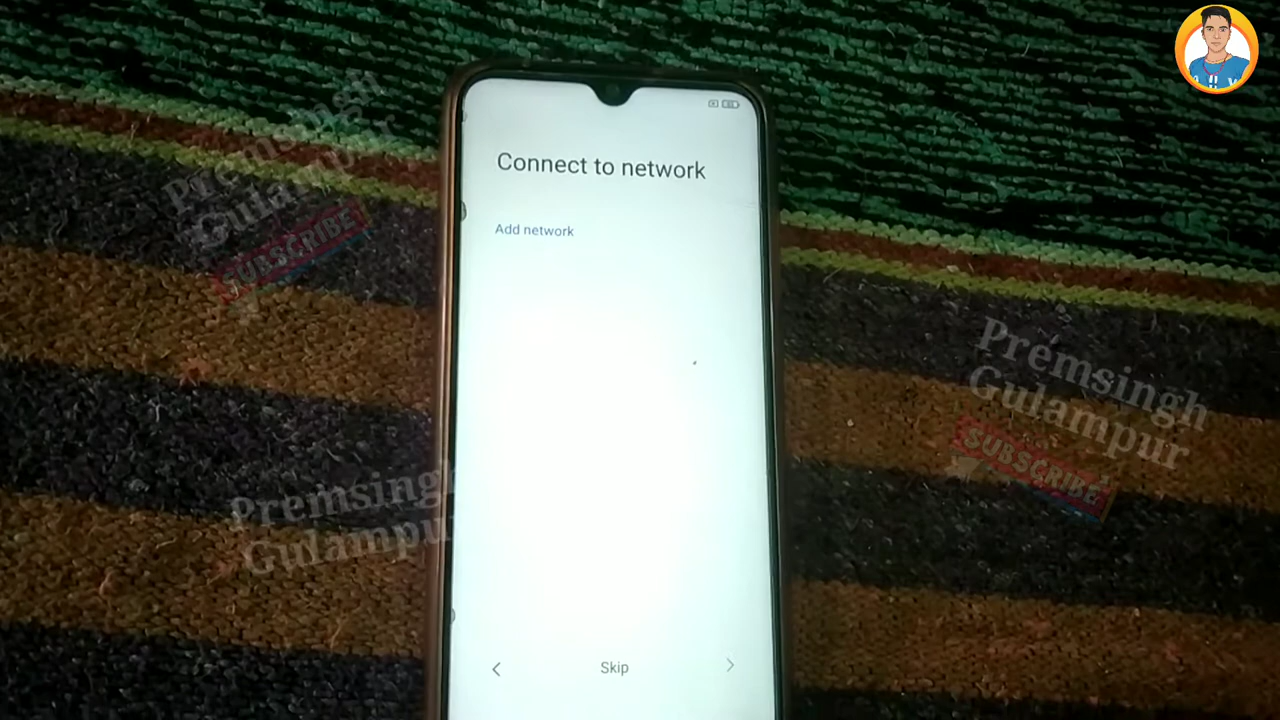 Connect to network
Add network
Skip
Premsingh
Gulampur
SUBSCRIBE
Premsingh
Gulampur
SUBSCRIBE
Premsingh
Gulampur